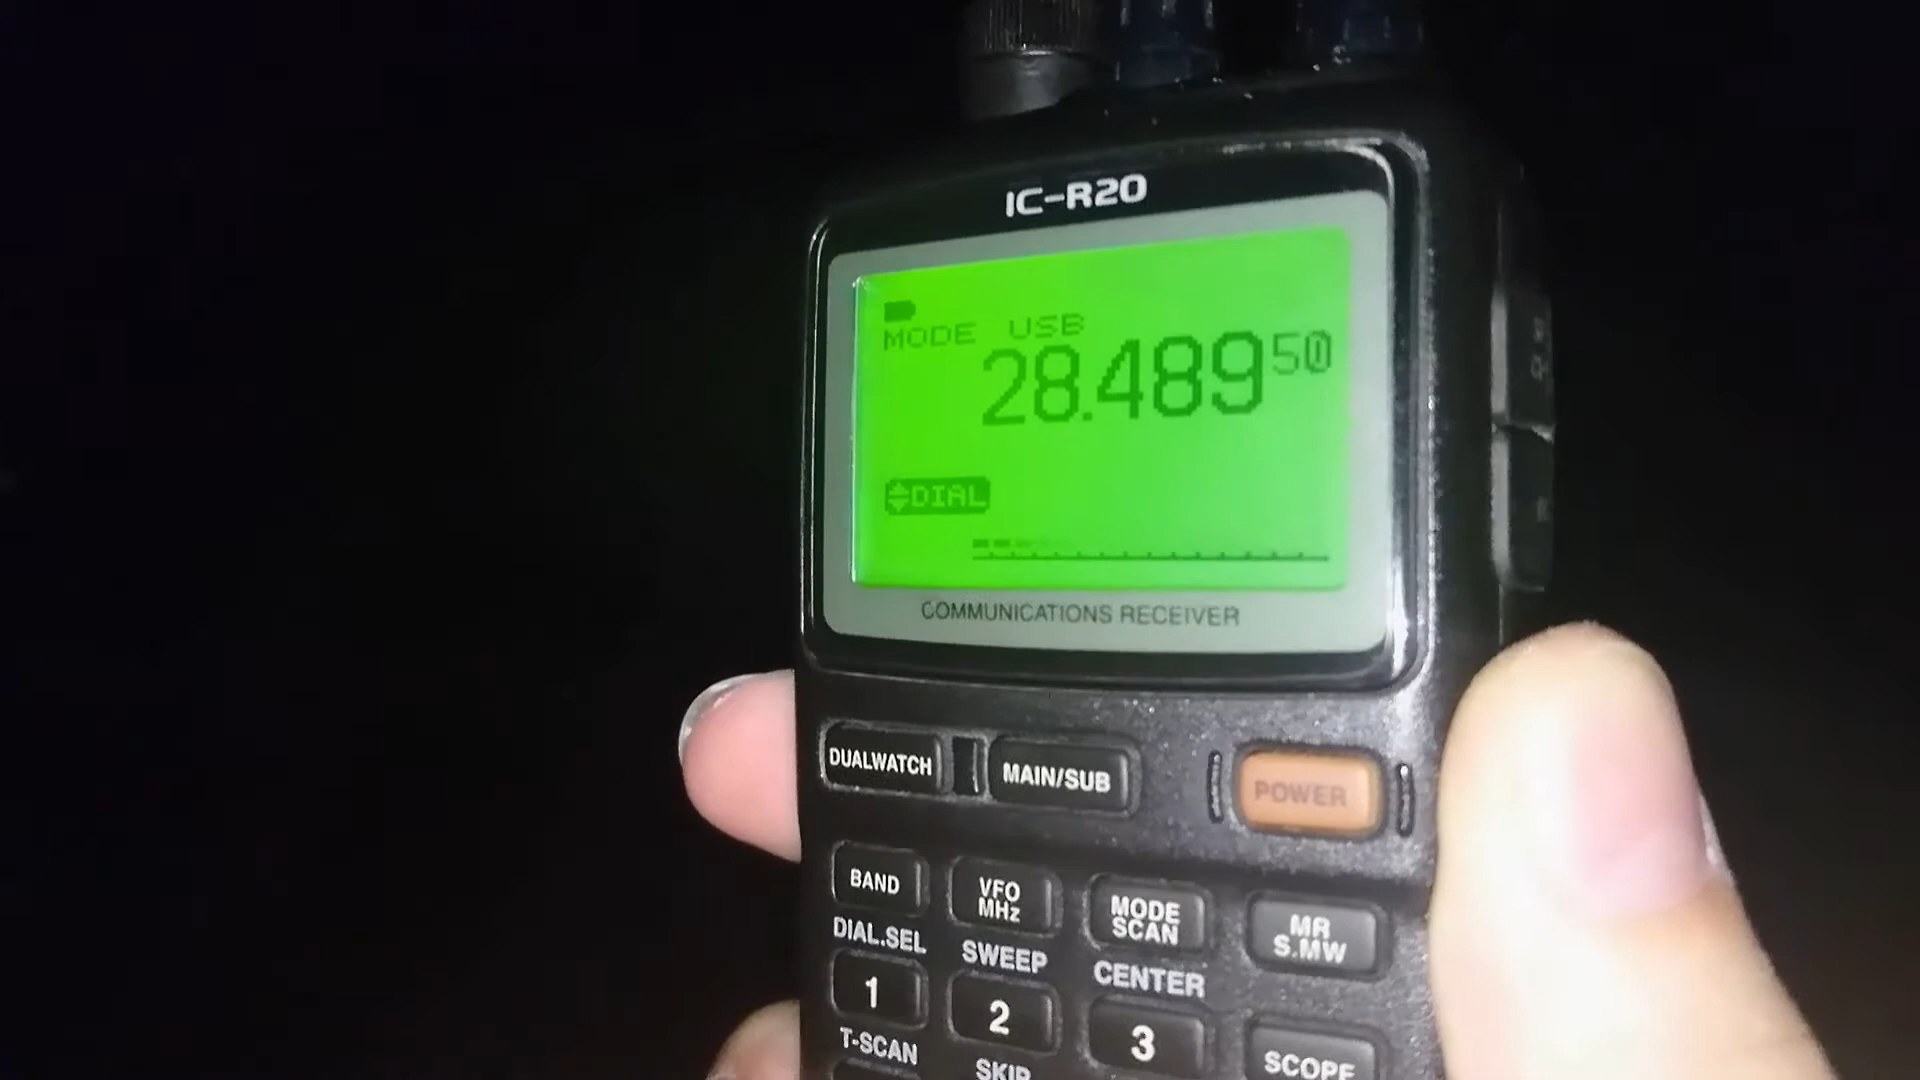 IC-R20
MODE USB
28.489 50
DIAL
COMMUNICATIONS RECEIVER
DUALWATCH MAIN/SUB POWER
BAND VFO MHz MODE SCAN MR S.MW
DIAL.SEL SWEEP CENTER
1 2 3 SCOPE
T-SCAN SKIP